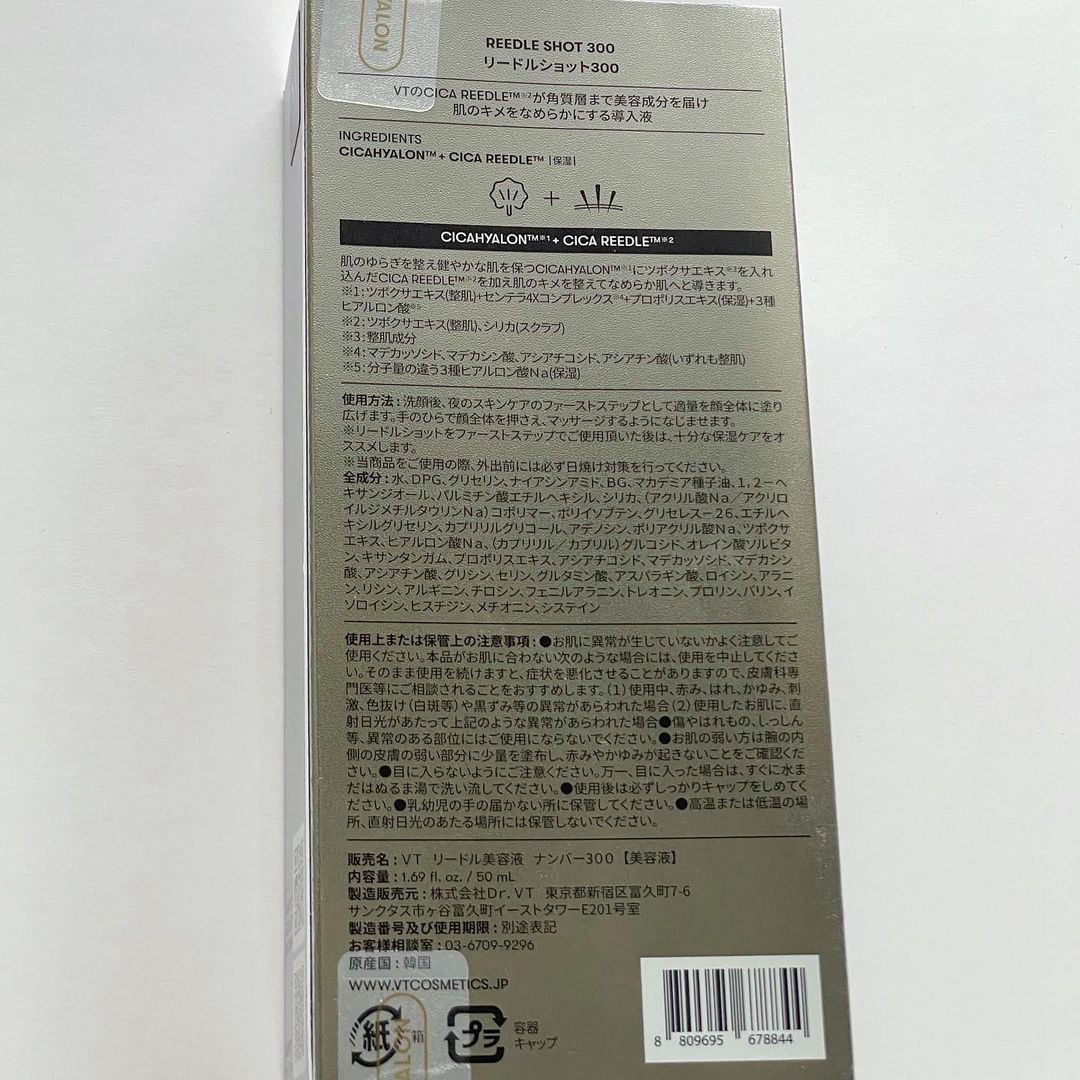 ALON
REEDLE SHOT 300
リードルショット300
VTのCICA REEDLE™※2が角質層まで美容成分を届け
肌のキメをなめらかにする導入液
INGREDIENTS
CICAHYALON™ + CICA REEDLE™ |保湿|
+
CICAHYALON™※1 + CICA REEDLE™※2
肌のゆらぎを整え健やかな肌を保つCICAHYALON™※1にツボクサエキス※3を入れ
込んだCICA REEDLE™※2を加え肌のキメを整えてなめらか肌へと導きます。
※1:ツボクサエキス(整肌)+センテラ4Xコンプレックス※4+プロポリスエキス(保湿)+3種
ヒアルロン酸※5
※2:ツボクサエキス(整肌)、シリカ(スクラブ)
※3:整肌成分
※4:マデカッソシド、マデカシン酸、アシアチコシド、アシアチン酸(いずれも整肌)
※5:分子量の違う3種ヒアルロン酸Na(保湿)
使用方法:洗顔後、夜のスキンケアのファーストステップとして適量を顔全体に塗り
広げます。手のひらで顔全体を押さえ、マッサージするようになじませます。
※リードルショットをファーストステップでご使用頂いた後は、十分な保湿ケアをオ
ススメします。
※当商品をご使用の際、外出前には必ず日焼け対策を行ってください。
全成分:水、DPG、グリセリン、ナイアシンアミド、BG、マカデミア種子油、1,2-ヘ
キサンジオール、パルミチン酸エチルヘキシル、シリカ、(アクリル酸Na/アクリロ
イルジメチルタウリンNa)コポリマー、ポリイソブテン、グリセレス-26、エチルヘ
キシルグリセリン、カプリリルグリコール、アデノシン、ポリアクリル酸Na、ツボクサ
エキス、ヒアルロン酸Na、(カプリリル/カプリル)グルコシド、オレイン酸ソルビタ
ン、キサンタンガム、プロポリスエキス、アシアチコシド、マデカッソシド、マデカシン
酸、アシアチン酸、グリシン、セリン、グルタミン酸、アスパラギン酸、ロイシン、アラニ
ン、リシン、アルギニン、チロシン、フェニルアラニン、トレオニン、プロリン、バリン、イ
ソロイシン、ヒスチジン、メチオニン、システイン
使用上または保管上の注意事項:●お肌に異常が生じていないかよく注意してご
使用ください。本品がお肌に合わない次のような場合には、使用を中止してくださ
い。そのまま使用を続けますと、症状を悪化させることがありますので、皮膚科専
門医等にご相談されることをおすすめします。(1)使用中、赤み、はれ、かゆみ、刺
激、色抜け(白斑等)や黒ずみ等の異常があらわれた場合(2)使用したお肌に、直
射日光があたって上記のような異常があらわれた場合●傷やはれもの、しっしん
等、異常のある部位にはご使用にならないでください。●お肌の弱い方は腕の内
側の皮膚の弱い部分に少量を塗布し、赤みやかゆみが起きないことをご確認くだ
さい。●目に入らないようにご注意ください。万一、目に入った場合は、すぐに水ま
たはぬるま湯で洗い流してください。●使用後は必ずしっかりキャップをしめてく
ださい。●乳幼児の手の届かない所に保管してください。●高温または低温の場
所、直射日光のあたる場所には保管しないでください。
販売名:VT リードル美容液 ナンバー300【美容液】
内容量:1.69 fl. oz. / 50 mL
製造販売元:株式会社Dr.VT 東京都新宿区富久町7-6
サンクタス市ヶ谷富久町イーストタワーE201号室
製造番号及び使用期限:別途表記
お客様相談室:03-6709-9296
原産国:韓国
WWW.VTCOSMETICS.JP
紙 箱
プラ 容器
キャップ
ALON
8 809695 678844